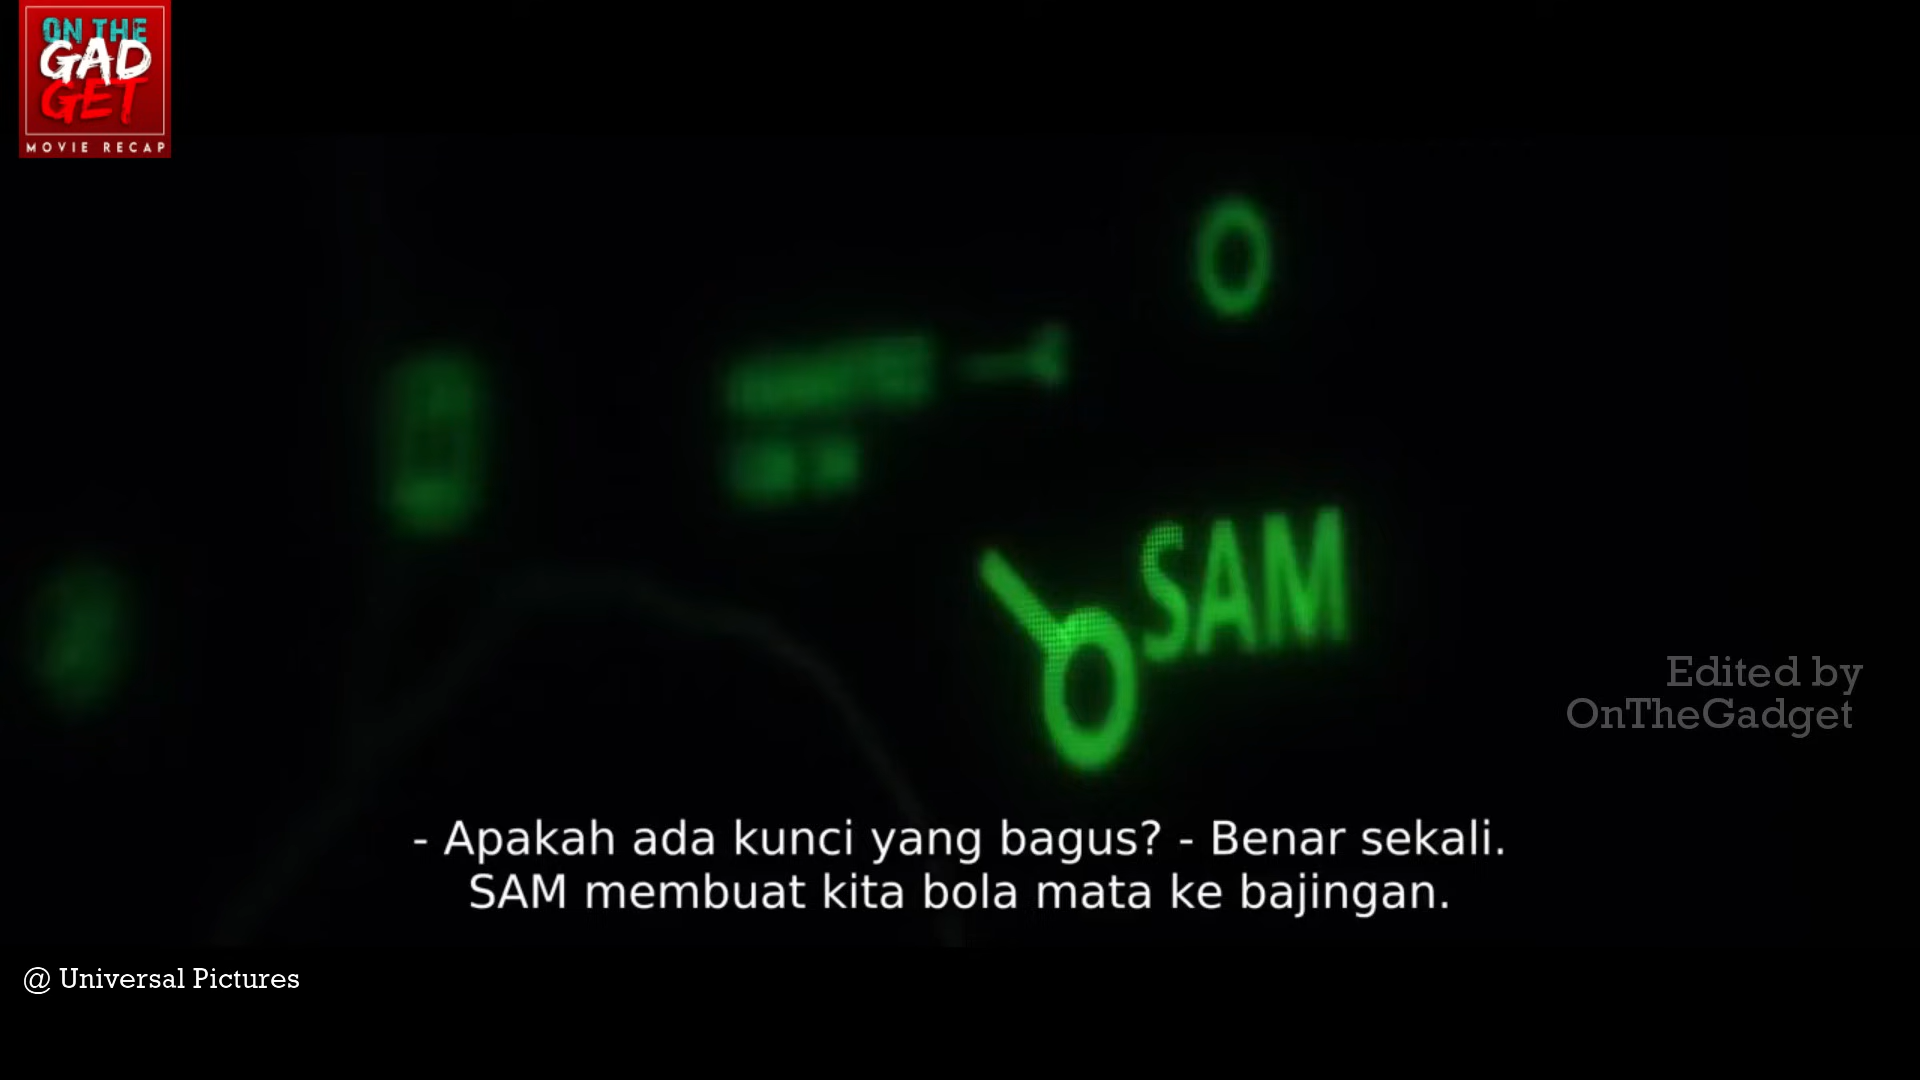 ON THE
GAD
GET
MOVIE RECAP
SAM
Edited by
OnTheGadget
- Apakah ada kunci yang bagus? - Benar sekali.
SAM membuat kita bola mata ke bajingan.
@ Universal Pictures